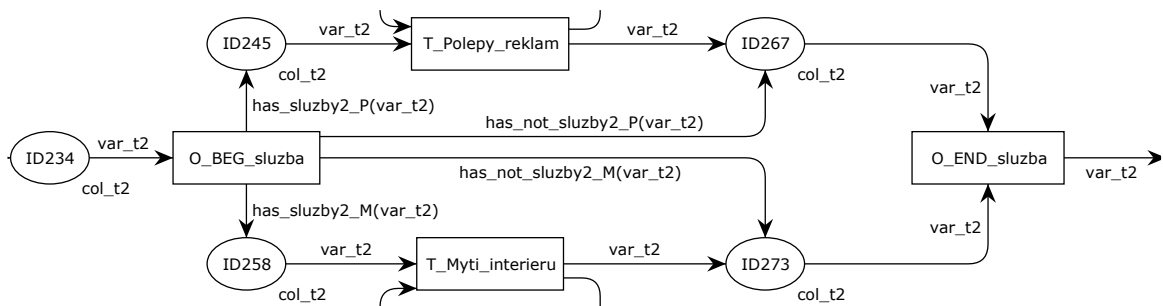 ID245
var_t2
T_Polepy_reklam
var_t2
ID267
col_t2
col_t2
var_t2
has_sluzby2_P(var_t2)
has_not_sluzby2_P(var_t2)
ID234
var_t2
O_BEG_sluzba
O_END_sluzba
col_t2
has_not_sluzby2_M(var_t2)
var_t2
has_sluzby2_M(var_t2)
var_t2
ID258
var_t2
T_Myti_interieru
var_t2
ID273
col_t2
col_t2